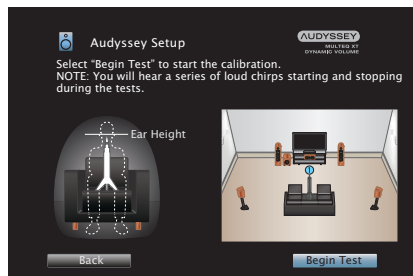 Audyssey Setup
AUDYSSEY
MULTEQ XT
DYNAMIC VOLUME
Select “Begin Test” to start the calibration.
NOTE: You will hear a series of loud chirps starting and stopping
during the tests.
Ear Height
Back
Begin Test